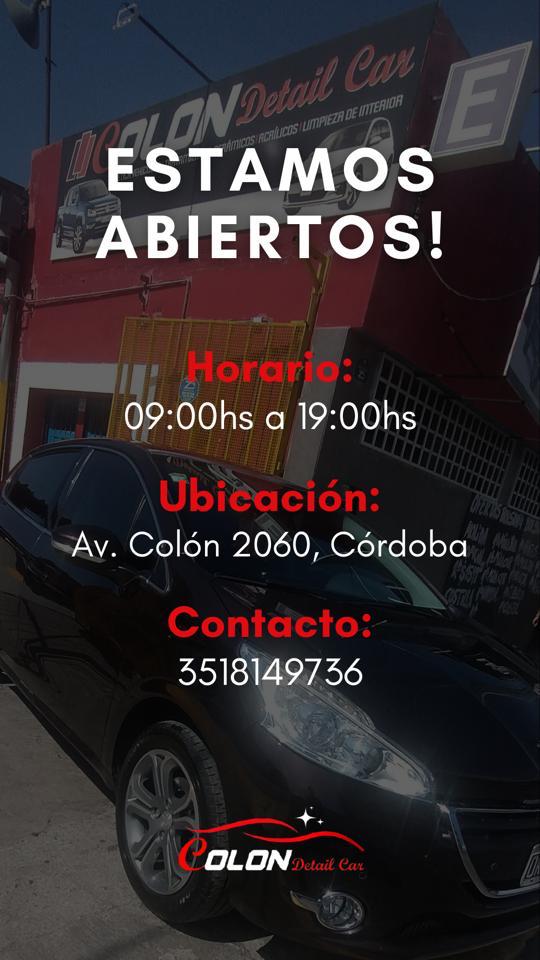 COLON Detail Car
ACRÍLICOS | LIMPIEZA DE INTERIOR
E
ESTAMOS
ABIERTOS!
Horario:
09:00hs a 19:00hs
Ubicación:
Av. Colón 2060, Córdoba
Contacto:
3518149736
COLON Detail Car